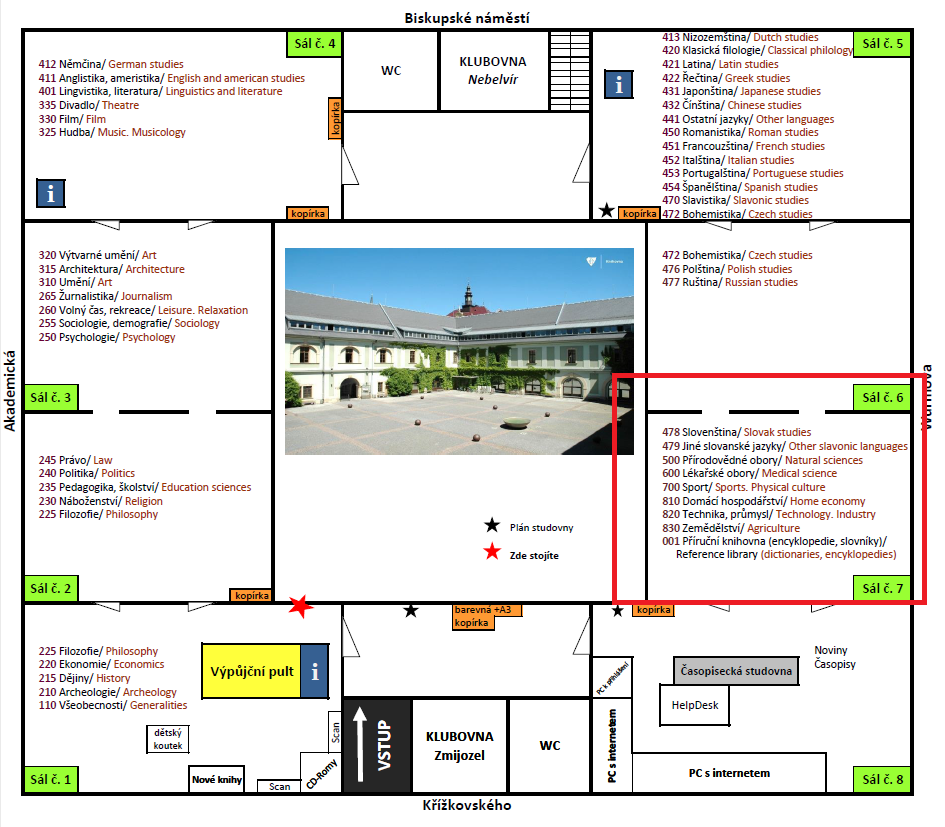 Biskupské náměstí
Sál č. 4
412 Němčina/ German studies
411 Anglistika, ameristika/ English and american studies
401 Lingvistika, literatura/ Linguistics and literature
335 Divadlo/ Theatre
330 Film/ Film
325 Hudba/ Music. Musicology
kopírka
i
kopírka
WC
KLUBOVNA
Nebelvír
Sál č. 5
413 Nizozemština/ Dutch studies
420 Klasická filologie/ Classical philology
421 Latina/ Latin studies
422 Řečtina/ Greek studies
431 Japonština/ Japanese studies
432 Čínština/ Chinese studies
441 Ostatní jazyky/ Other languages
450 Romanistika/ Roman studies
451 Francouzština/ French studies
452 Italština/ Italian studies
453 Portugalština/ Portuguese studies
454 Španělština/ Spanish studies
470 Slavistika/ Slavonic studies
472 Bohemistika/ Czech studies
i
kopírka
320 Výtvarné umění/ Art
315 Architektura/ Architecture
310 Umění/ Art
265 Žurnalistika/ Journalism
260 Volný čas, rekreace/ Leisure. Relaxation
255 Sociologie, demografie/ Sociology
250 Psychologie/ Psychology
Sál č. 3
Akademická
Knihovna
472 Bohemistika/ Czech studies
476 Polština/ Polish studies
477 Ruština/ Russian studies
Sál č. 6
Wurmova
245 Právo/ Law
240 Politika/ Politics
235 Pedagogika, školství/ Education sciences
230 Náboženství/ Religion
225 Filozofie/ Philosophy
Sál č. 2
kopírka
Plán studovny
Zde stojíte
478 Slovenština/ Slovak studies
479 Jiné slovanské jazyky/ Other slavonic languages
500 Přírodovědné obory/ Natural sciences
600 Lékařské obory/ Medical science
700 Sport/ Sports. Physical culture
810 Domácí hospodářství/ Home economy
820 Technika, průmysl/ Technology. Industry
830 Zemědělství/ Agriculture
001 Příruční knihovna (encyklopedie, slovníky)/
Reference library (dictionaries, encyklopedies)
Sál č. 7
225 Filozofie/ Philosophy
220 Ekonomie/ Economics
215 Dějiny/ History
210 Archeologie/ Archeology
110 Všeobecnosti/ Generalities
Výpůjční pult
i
dětský
koutek
Scan
CD-Romy
Nové knihy
Scan
Sál č. 1
barevná +A3
kopírka
VSTUP
KLUBOVNA
Zmijozel
WC
kopírka
Noviny
Časopisy
Časopisecká studovna
HelpDesk
PC k přihlášení
PC s internetem
PC s internetem
Sál č. 8
Křížkovského